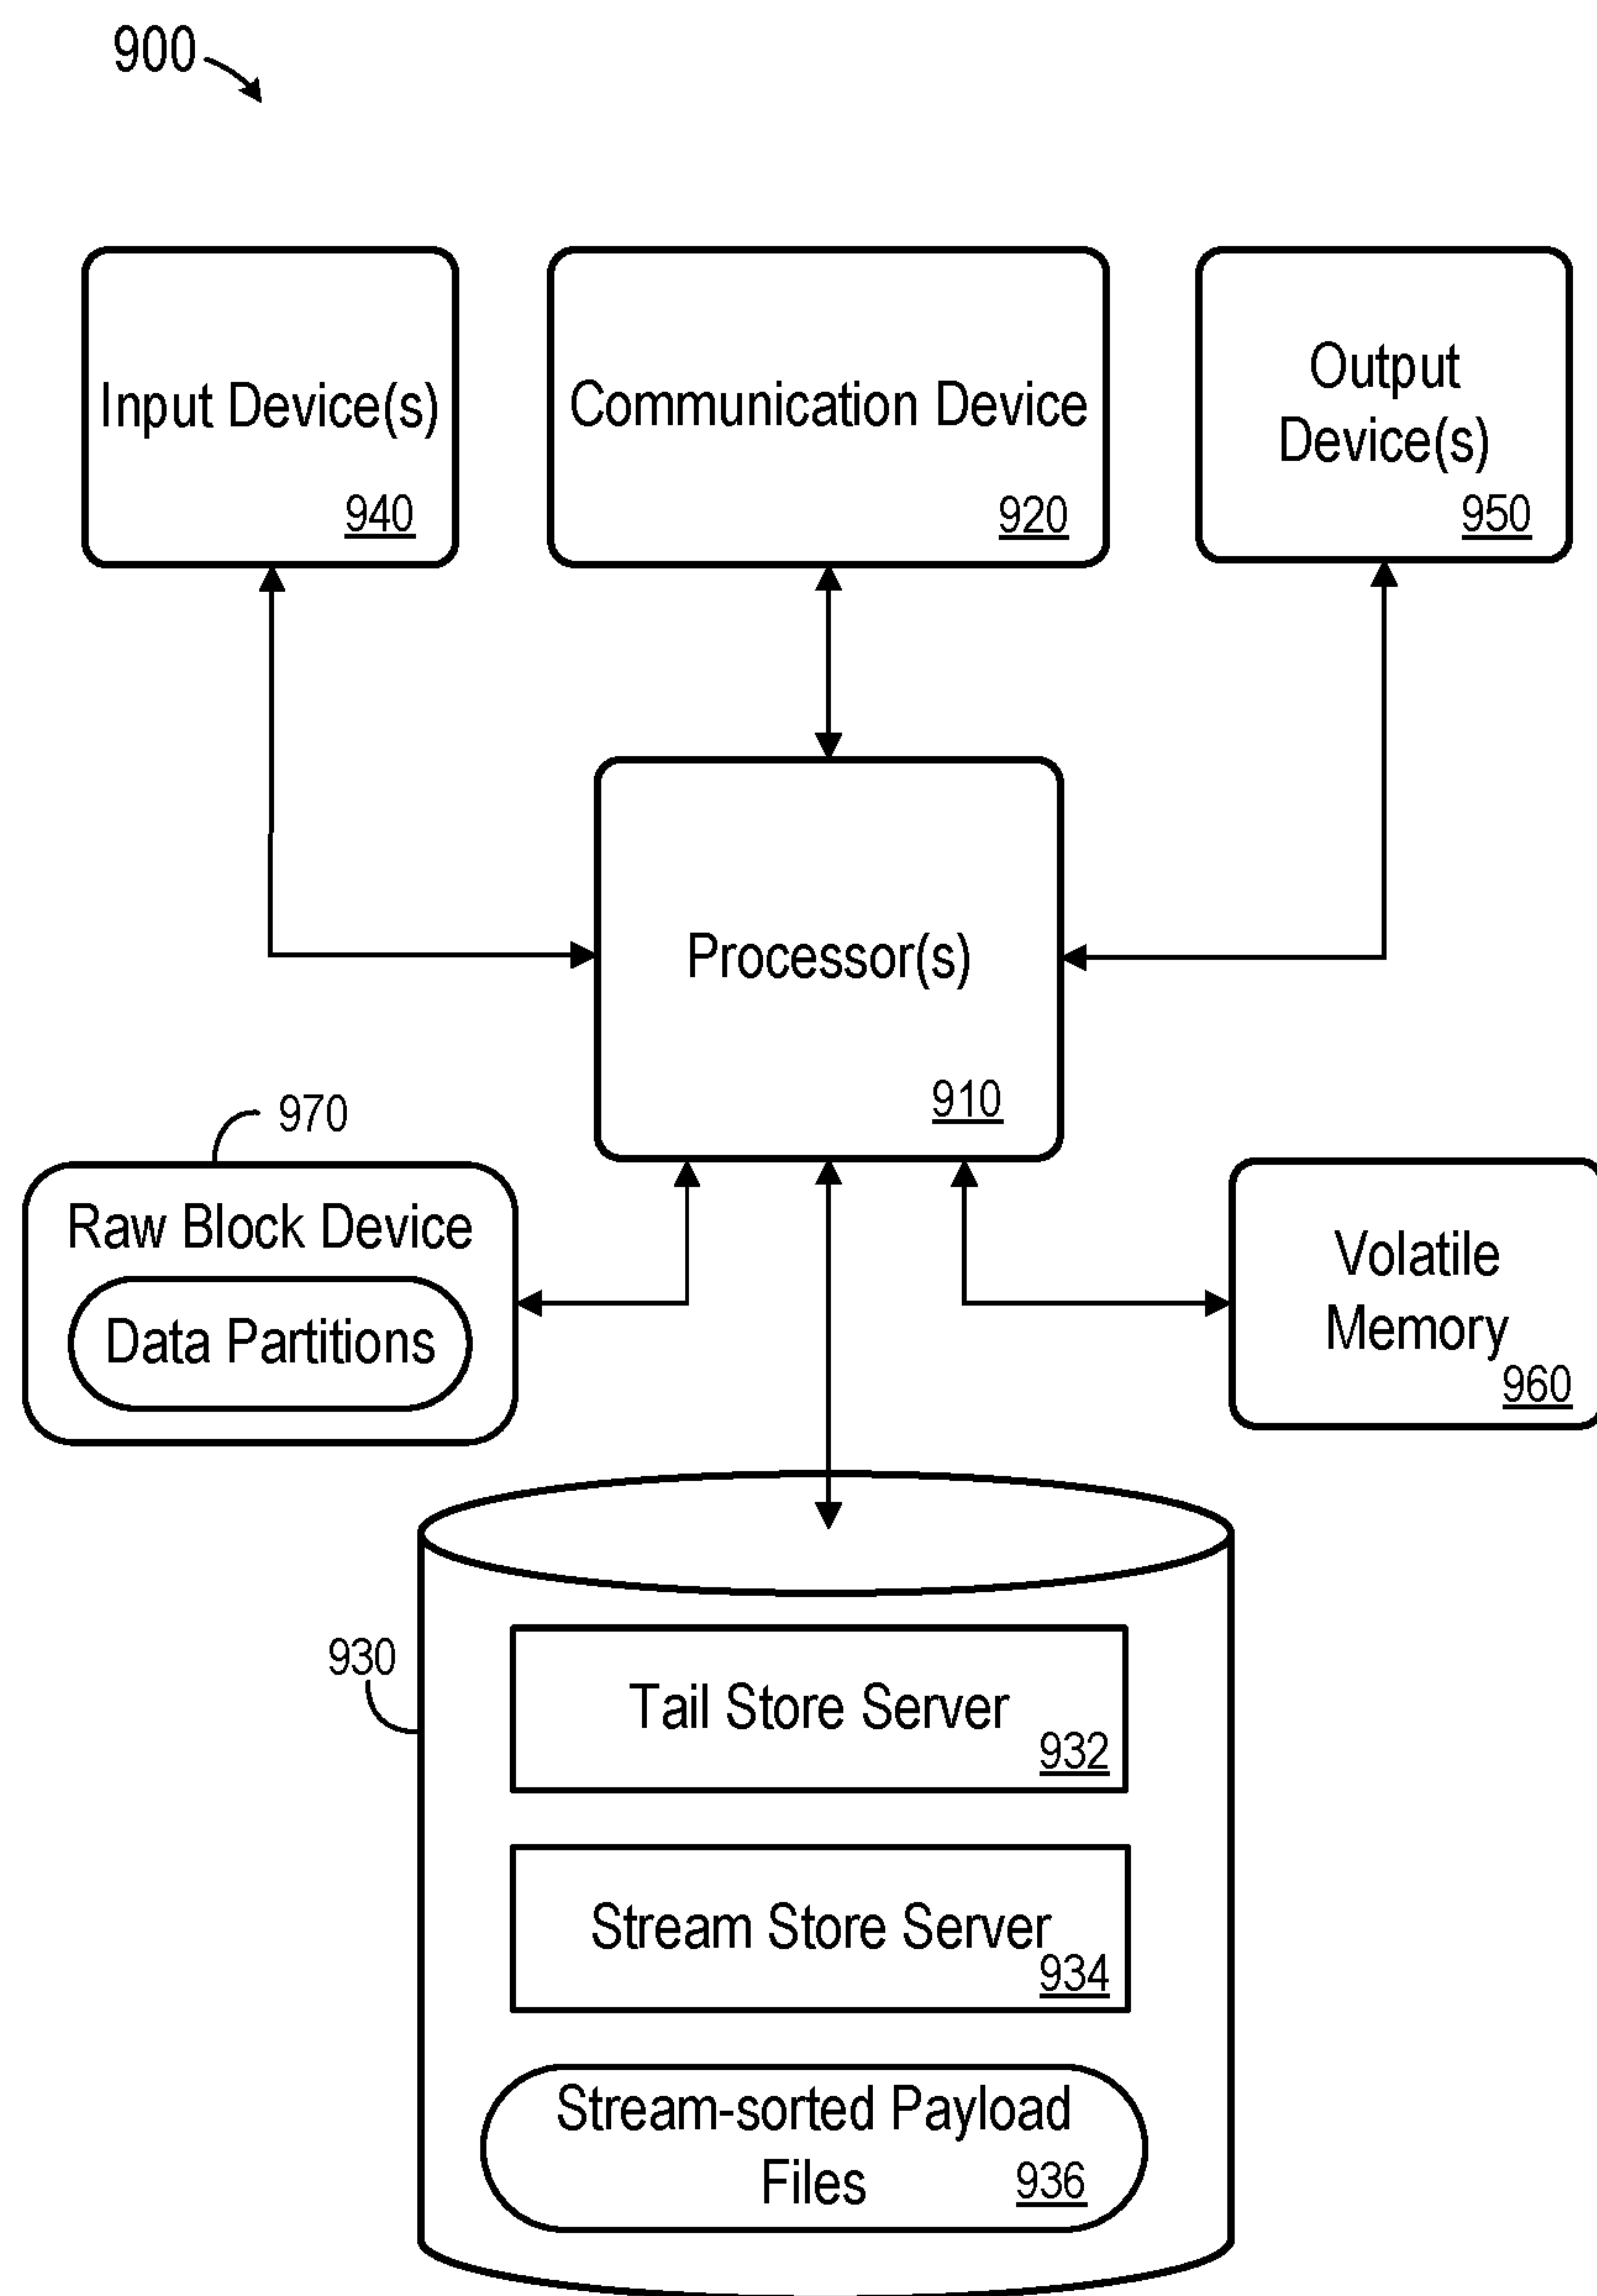 900
Input Device(s)
940
Communication Device
920
Output
Device(s)
950
Processor(s)
910
970
Raw Block Device
Data Partitions
Volatile
Memory
960
930
Tail Store Server
932
Stream Store Server
934
Stream-sorted Payload
Files
936